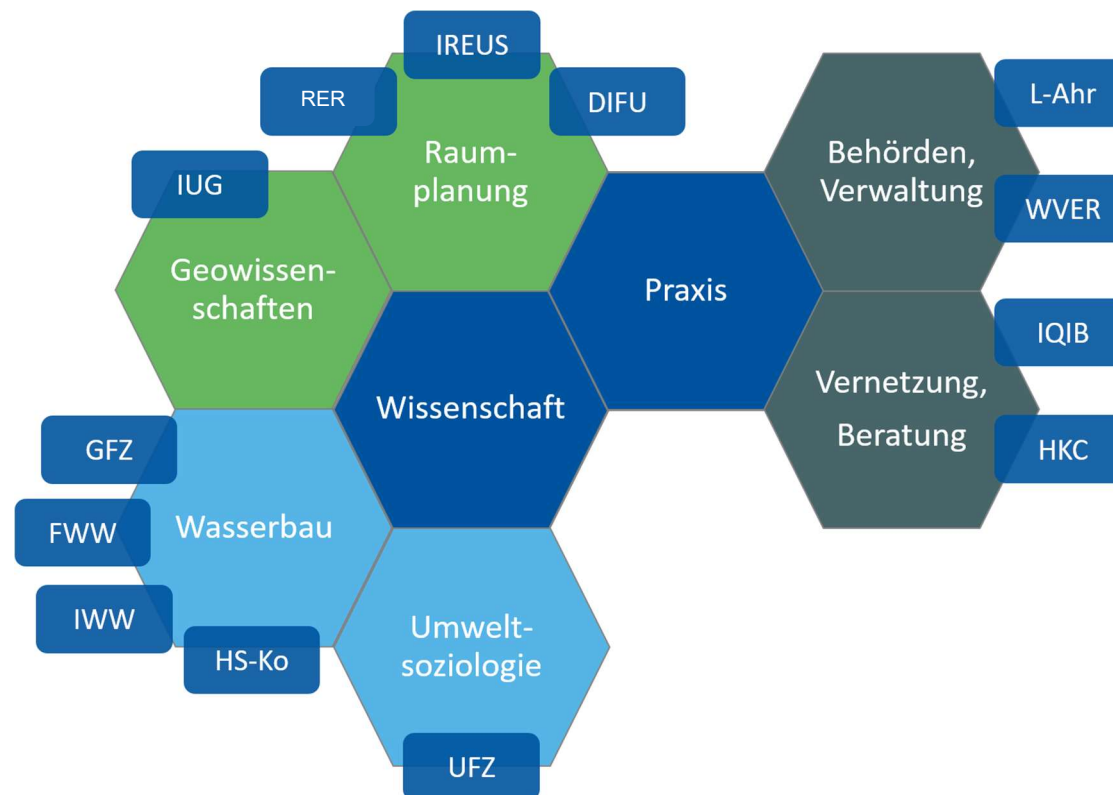 IREUS
RER
DIFU
L-Ahr
Raum-
planung
Behörden,
Verwaltung
IUG
WVER
Geowissen-
schaften
Praxis
IQIB
Wissenschaft
Vernetzung,
Beratung
GFZ
HKC
FWW
Wasserbau
IWW
HS-Ko
Umwelt-
soziologie
UFZ